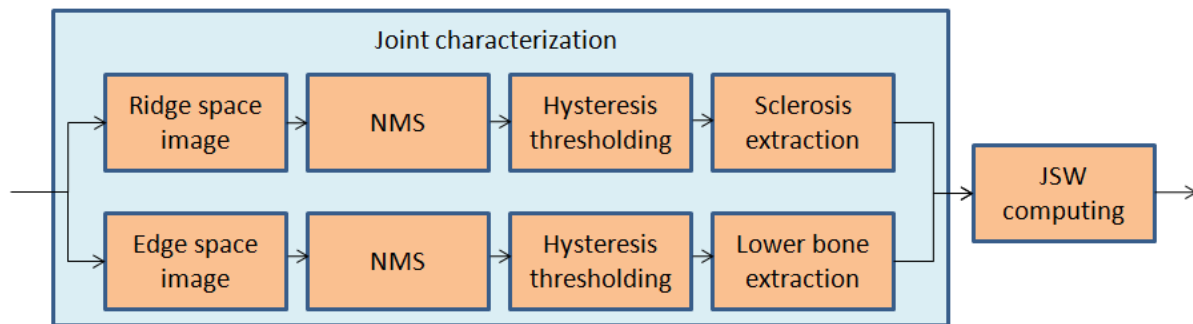 Joint characterization
Ridge space
image
NMS
Hysteresis
thresholding
Sclerosis
extraction
JSW
computing
Edge space
image
NMS
Hysteresis
thresholding
Lower bone
extraction